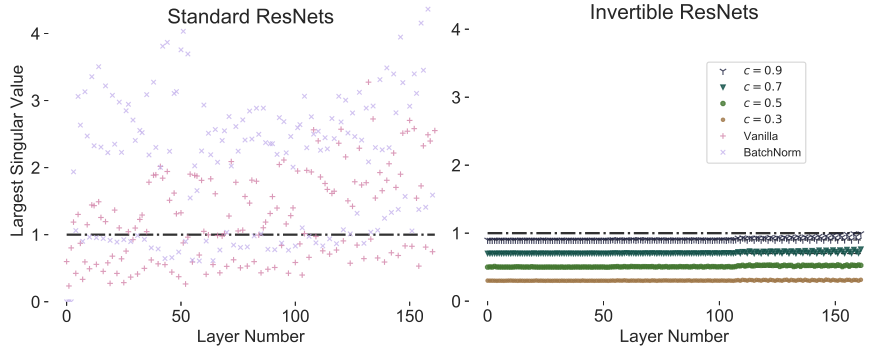 Standard ResNets
Largest Singular Value
4
3
2
1
0
0
50
100
150
Layer Number
Invertible ResNets
4
3
2
1
0
0
50
100
150
Layer Number
c = 0.9
c = 0.7
c = 0.5
c = 0.3
Vanilla
BatchNorm